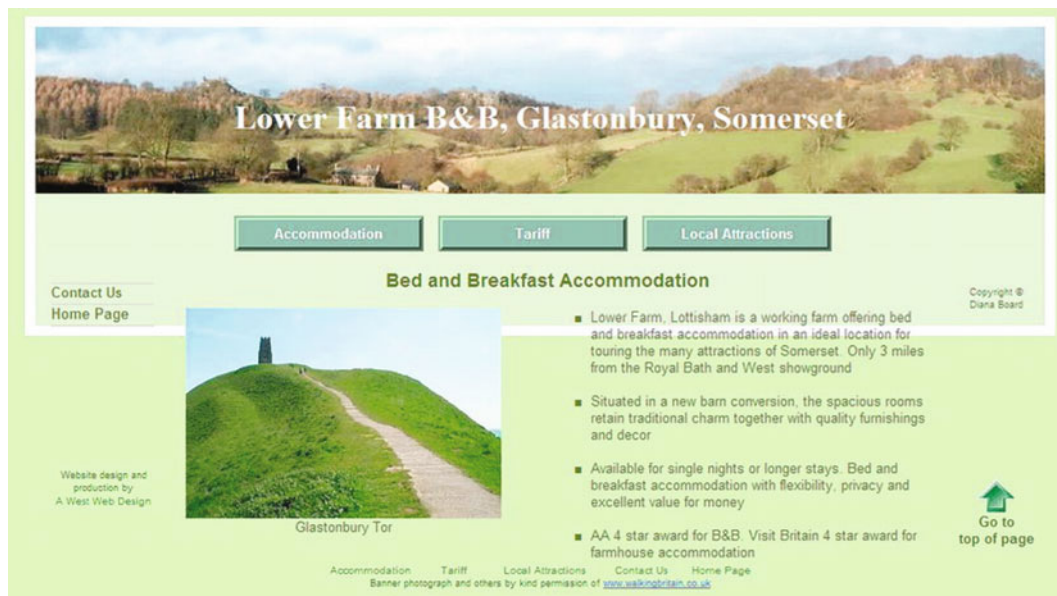 Lower Farm B&B, Glastonbury, Somerset
Accommodation
Tariff
Local Attractions
Contact Us
Home Page
Bed and Breakfast Accommodation
Copyright ©
Diana Board
Glastonbury Tor
■ Lower Farm, Lottisham is a working farm offering bed
and breakfast accommodation in an ideal location for
touring the many attractions of Somerset. Only 3 miles
from the Royal Bath and West showground
■ Situated in a new barn conversion, the spacious rooms
retain traditional charm together with quality furnishings
and decor
■ Available for single nights or longer stays. Bed and
breakfast accommodation with flexibility, privacy and
excellent value for money
■ AA 4 star award for B&B. Visit Britain 4 star award for
farmhouse accommodation
Website design and
production by
A West Web Design
Go to
top of page
Accommodation Tariff Local Attractions Contact Us Home Page
Banner photograph and others by kind permission of www.walkingbritain.co.uk